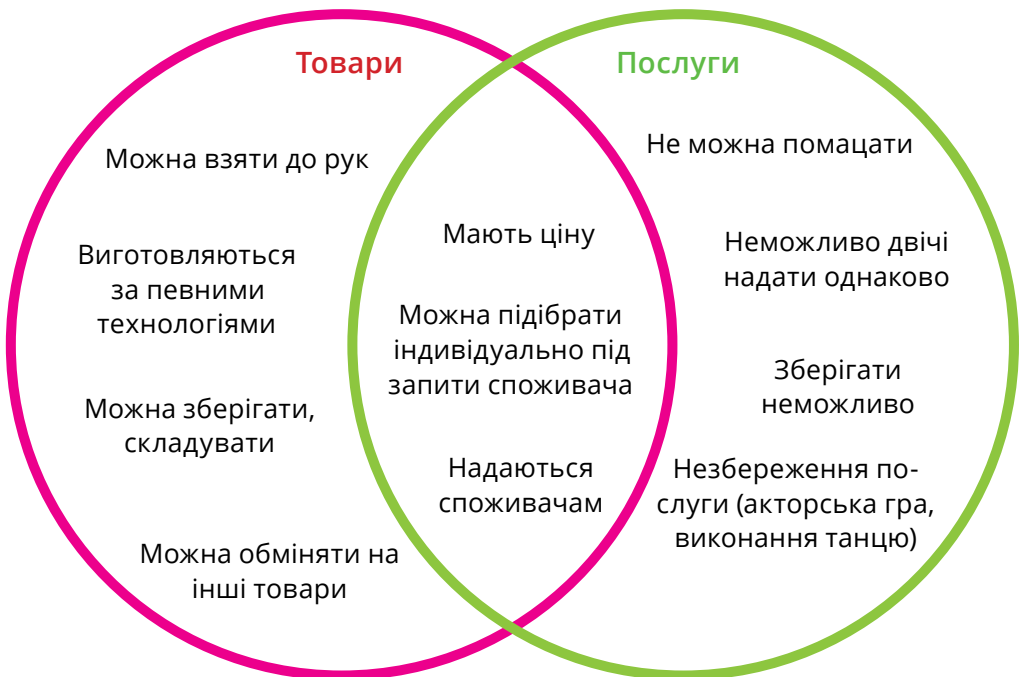 Товари
Можна взяти до рук
Виготовляються
за певними
технологіями
Можна зберігати,
складувати
Можна обміняти на
інші товари
Мають ціну
Можна підібрати
індивідуально під
запити споживача
Надаються
споживачам
Послуги
Не можна помацати
Неможливо двічі
надати однаково
Зберігати
неможливо
Незбереження по-
слуги (акторська гра,
виконання танцю)